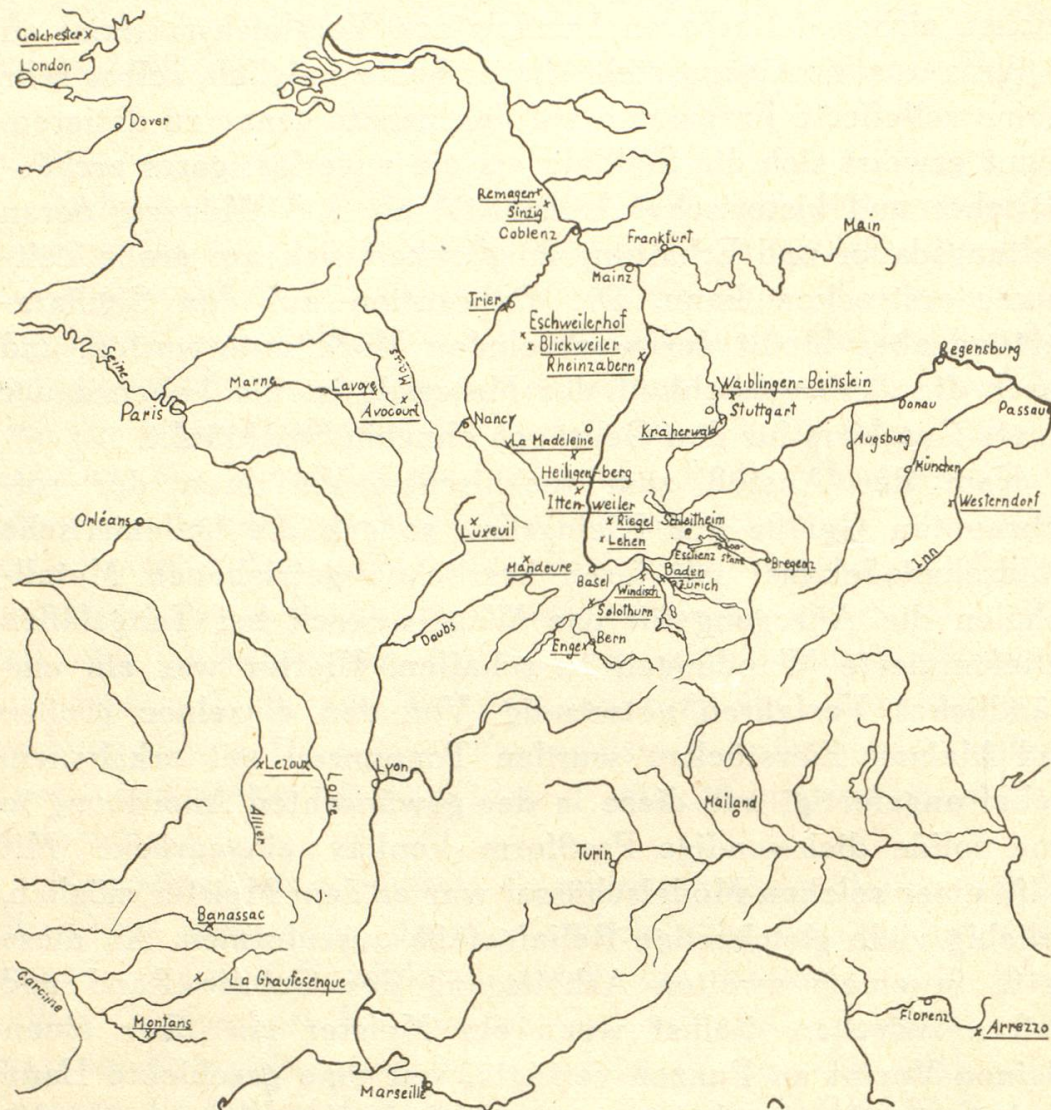 Colchester
London
Dover
Remagen
Sinzig
Coblenz
Frankfurt
Main
Mainz
Trier
Eschweilerhof
Blickweiler
Rheinzabern
Regensburg
Seine
Marne
Lavoye
Maas
Avocourt
Paris
Waiblingen-Beinstein
Stuttgart
Donau
Passau
Nancy
La Madeleine
Kräherwald
Augsburg
München
Heiligenberg
Ittenweiler
Westerndorf
Orléans
Luxeuil
Riegel
Lehen
Schleitheim
Eschenz
Bregenz
Inn
Mandeure
Basel
Baden
Zürich
Windisch
Solothurn
Doubs
Enge
Bern
Lezoux
Loire
Lyon
Allier
Mailand
Turin
Banassac
La Graufesenque
Garonne
Montans
Florenz
Arrezzo
Marseille